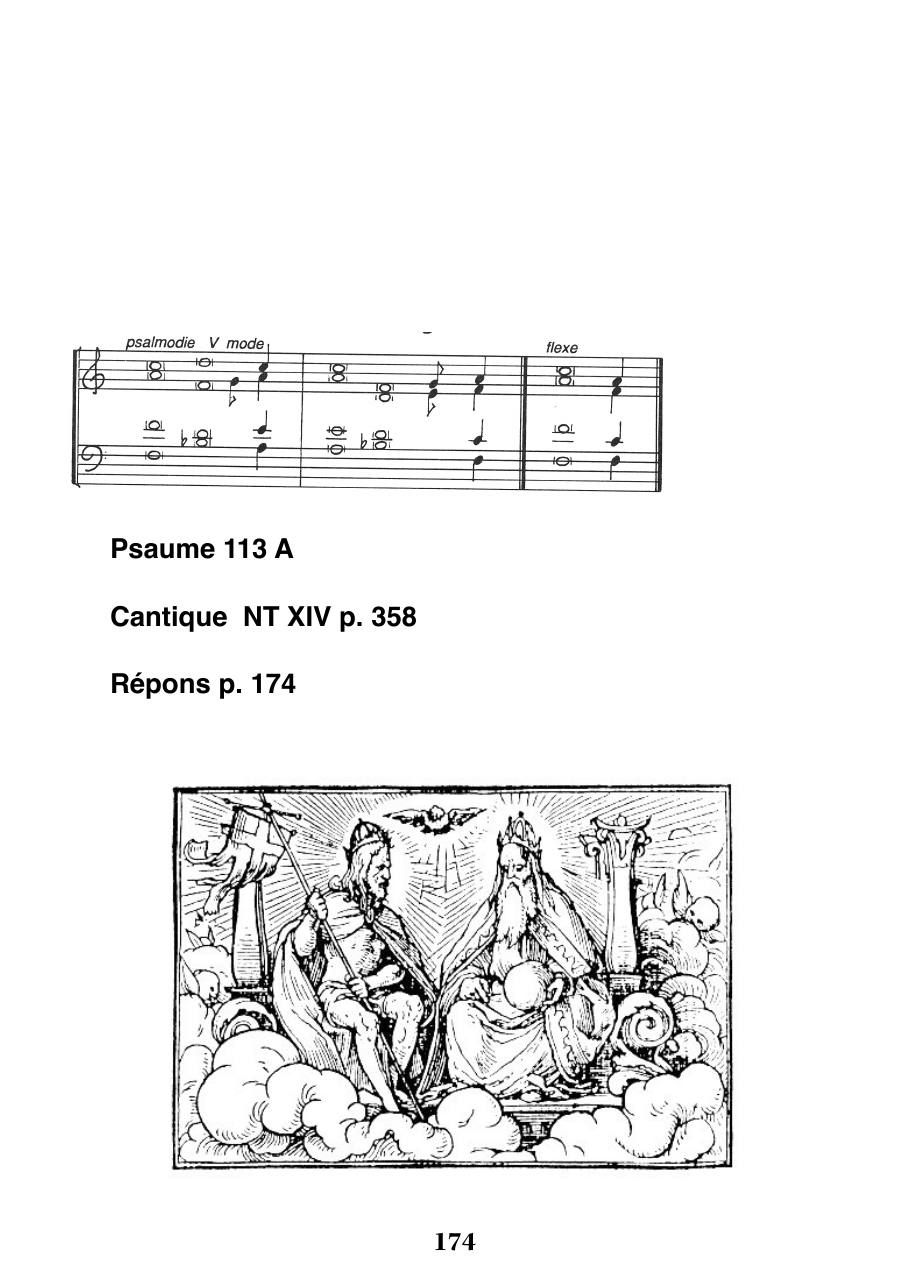 psalmodie V mode
flexe
Psaume 113 A
Cantique NT XIV p. 358
Répons p. 174
174